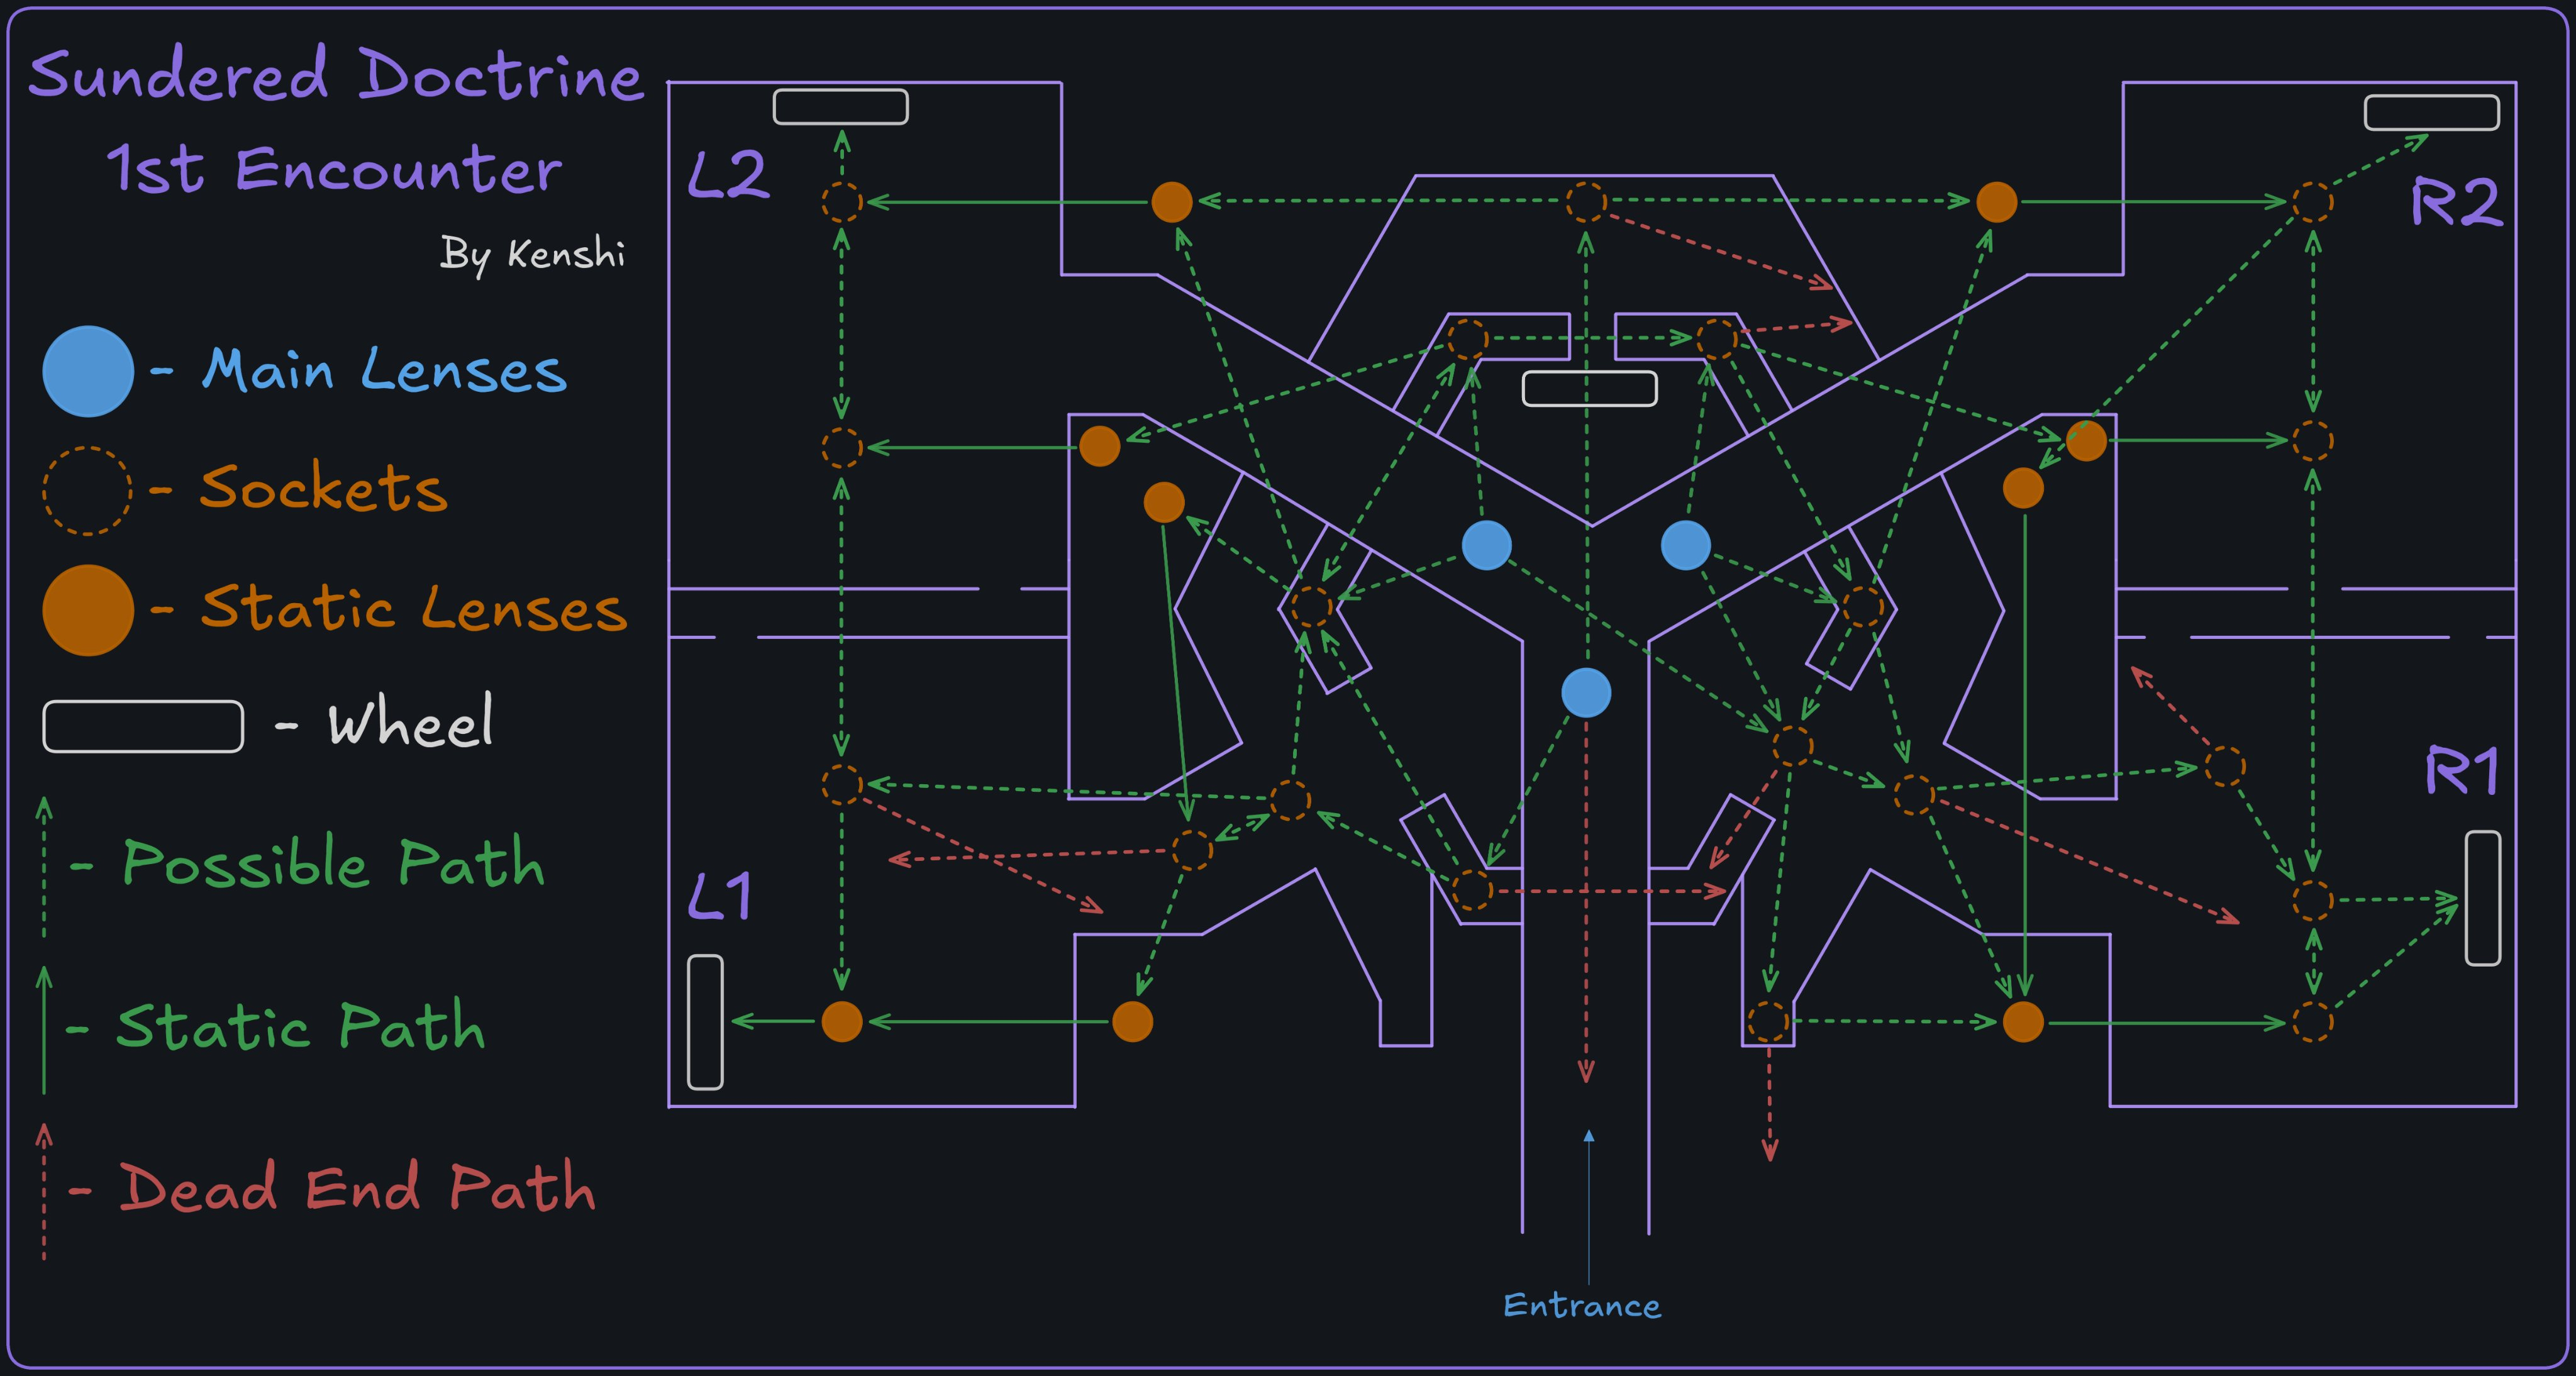 Sundered Doctrine
1st Encounter
By Kenshi
- Main Lenses
- Sockets
- Static Lenses
- Wheel
- Possible Path
- Static Path
- Dead End Path
L2
R2
L1
R1
Entrance